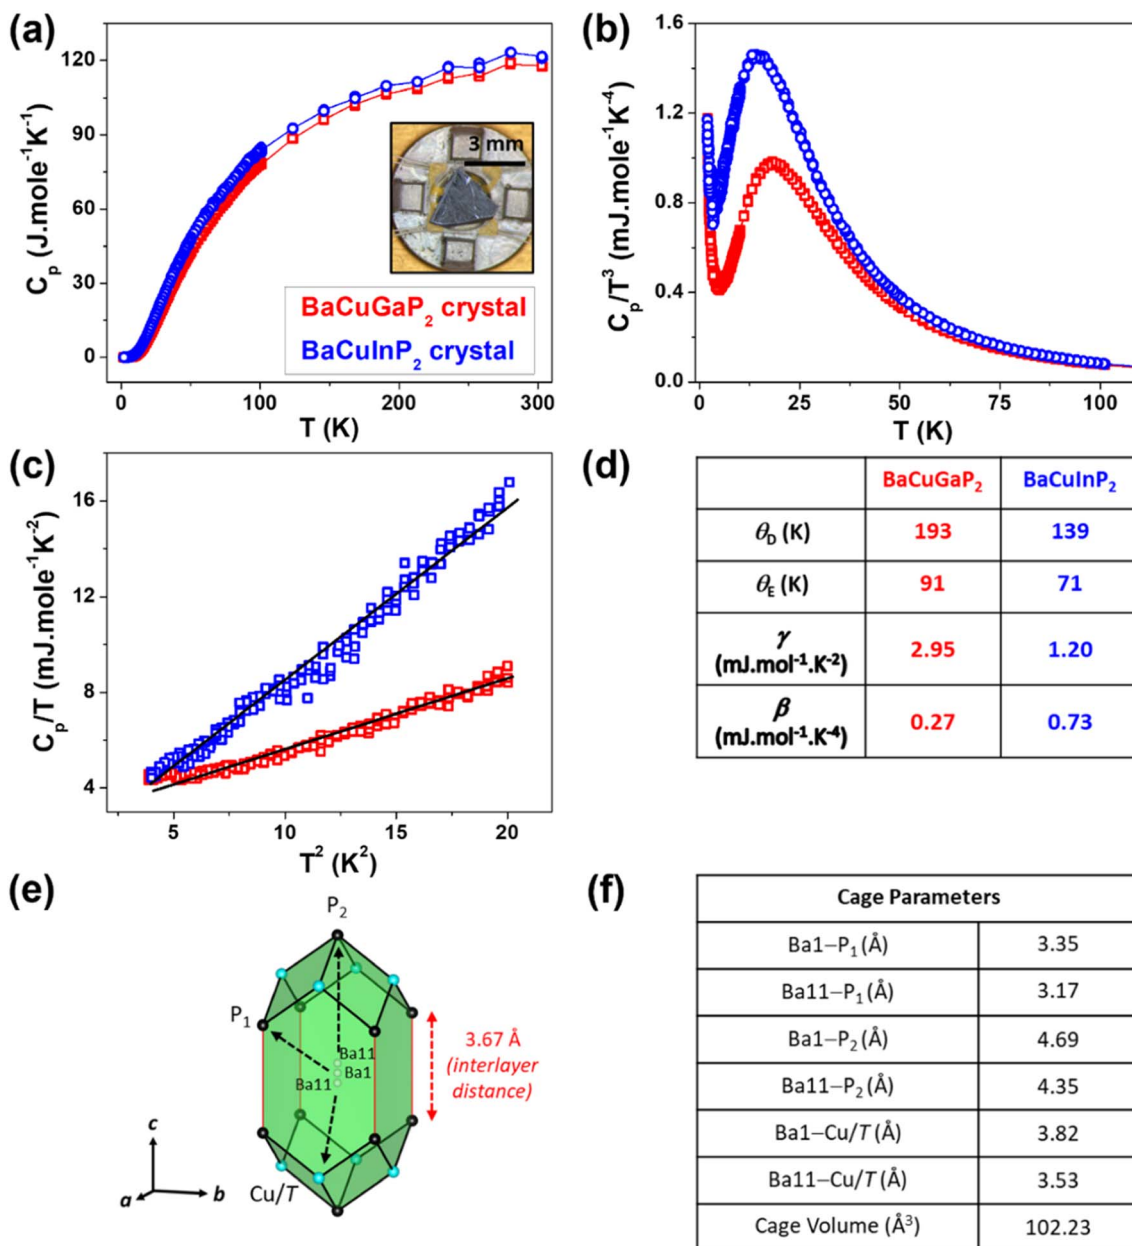 (a)
C_p (J.mole⁻¹K⁻¹)
120
90
60
30
0
3 mm
BaCuGaP₂ crystal
BaCuInP₂ crystal
0 100 200 300
T (K)
(b)
C_p/T³ (mJ.mole⁻¹K⁻⁴)
1.6
1.2
0.8
0.4
0.0
0 25 50 75 100
T (K)
(c)
C_p/T (mJ.mole⁻¹K⁻²)
16
12
8
4
5 10 15 20
T² (K²)
(d)
BaCuGaP₂ BaCuInP₂
θ_D (K) 193 139
θ_E (K) 91 71
γ
(mJ.mol⁻¹.K⁻²) 2.95 1.20
β
(mJ.mol⁻¹.K⁻⁴) 0.27 0.73
(e)
P₂
P₁
Ba11
Ba1
Ba11
3.67 Å
(interlayer
distance)
Cu/T
c
a
b
(f)
Cage Parameters
Ba1–P₁ (Å) 3.35
Ba11–P₁ (Å) 3.17
Ba1–P₂ (Å) 4.69
Ba11–P₂ (Å) 4.35
Ba1–Cu/T (Å) 3.82
Ba11–Cu/T (Å) 3.53
Cage Volume (Å³) 102.23